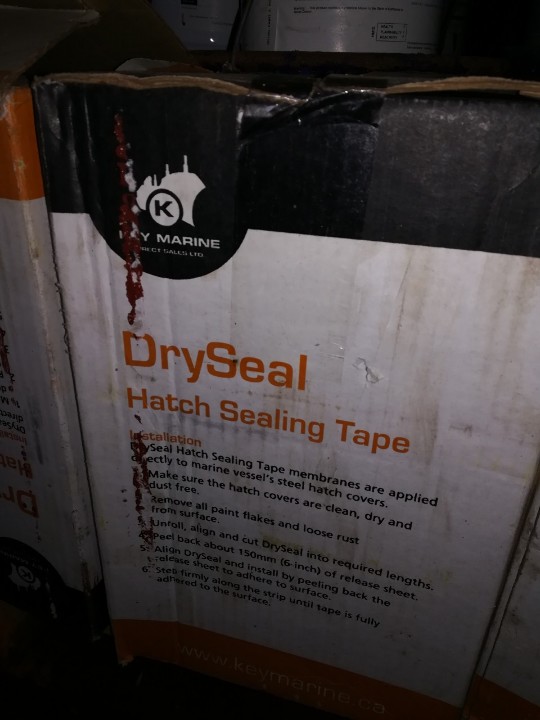 K
Y MARINE
RECT SALES LTD.
DrySeal
Hatch Sealing Tape
Installation
DrySeal Hatch Sealing Tape membranes are applied
directly to marine vessel's steel hatch covers.
Make sure the hatch covers are clean, dry and
dust free.
Remove all paint flakes and loose rust
from surface.
Unfoll, align and cut DrySeal into required lengths.
Peel back about 150mm (6-inch) of release sheet.
5. Align DrySeal and install by peeling back the
release sheet to adhere to surface.
6. Step firmly along the strip until tape is fully
adhered to the surface.
www.keymarine.ca